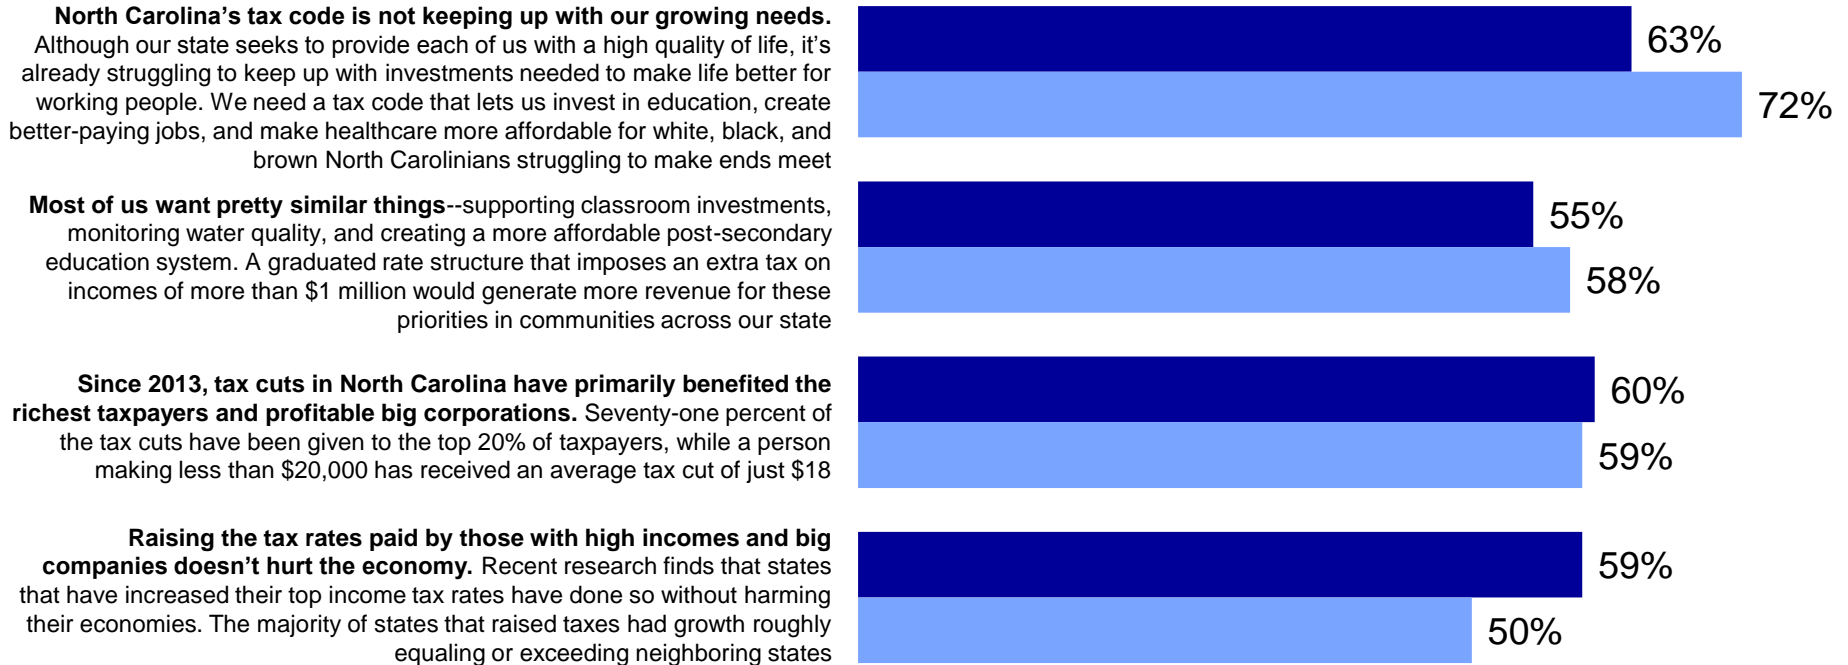 North Carolina’s tax code is not keeping up with our growing needs.
Although our state seeks to provide each of us with a high quality of life, it’s
already struggling to keep up with investments needed to make life better for
working people. We need a tax code that lets us invest in education, create
better-paying jobs, and make healthcare more affordable for white, black, and
brown North Carolinians struggling to make ends meet
63%
72%
Most of us want pretty similar things--supporting classroom investments,
monitoring water quality, and creating a more affordable post-secondary
education system. A graduated rate structure that imposes an extra tax on
incomes of more than $1 million would generate more revenue for these
priorities in communities across our state
55%
58%
Since 2013, tax cuts in North Carolina have primarily benefited the
richest taxpayers and profitable big corporations. Seventy-one percent of
the tax cuts have been given to the top 20% of taxpayers, while a person
making less than $20,000 has received an average tax cut of just $18
60%
59%
Raising the tax rates paid by those with high incomes and big
companies doesn’t hurt the economy. Recent research finds that states
that have increased their top income tax rates have done so without harming
their economies. The majority of states that raised taxes had growth roughly
equaling or exceeding neighboring states
59%
50%